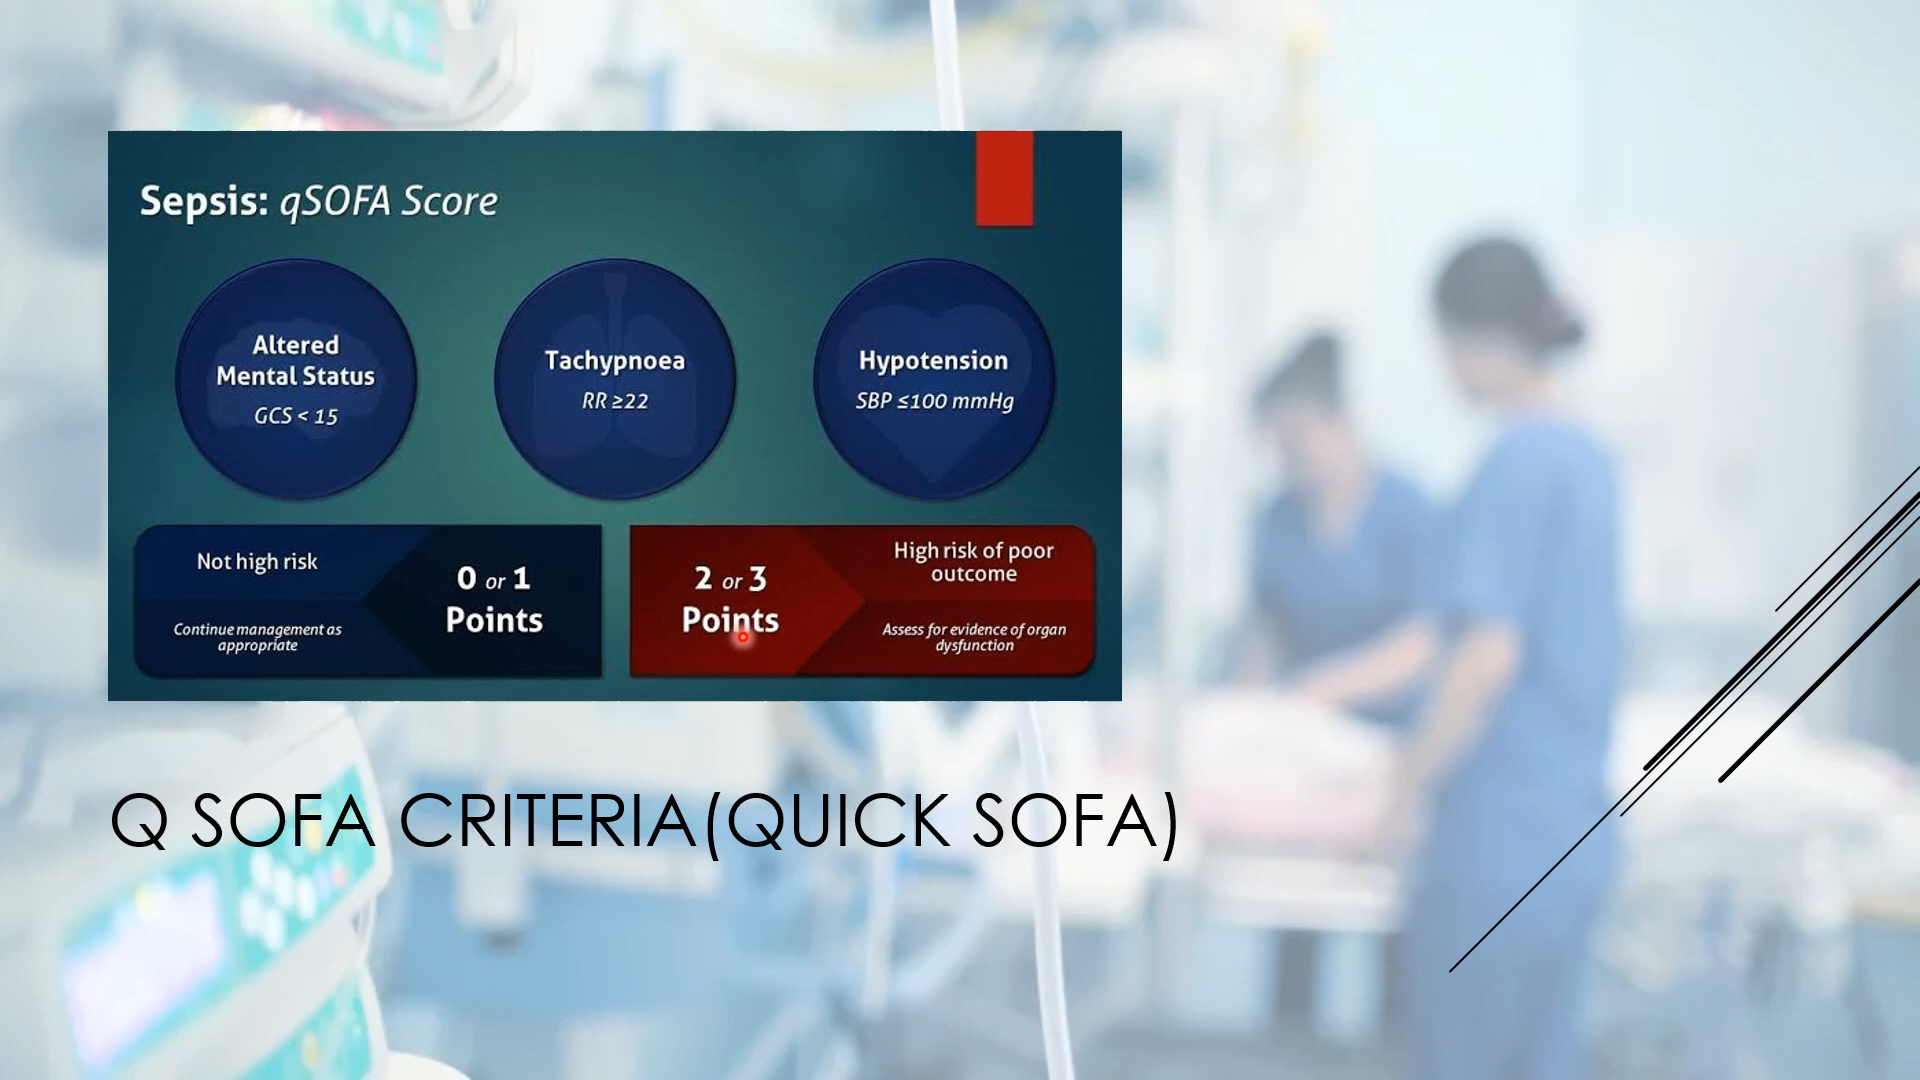 Sepsis: qSOFA Score
Altered
Mental Status
GCS < 15
Tachypnoea
RR ≥22
Hypotension
SBP ≤100 mmHg
Not high risk
Continue management as
appropriate
0 or 1
Points
2 or 3
Points
High risk of poor
outcome
Assess for evidence of organ
dysfunction
Q SOFA CRITERIA(QUICK SOFA)